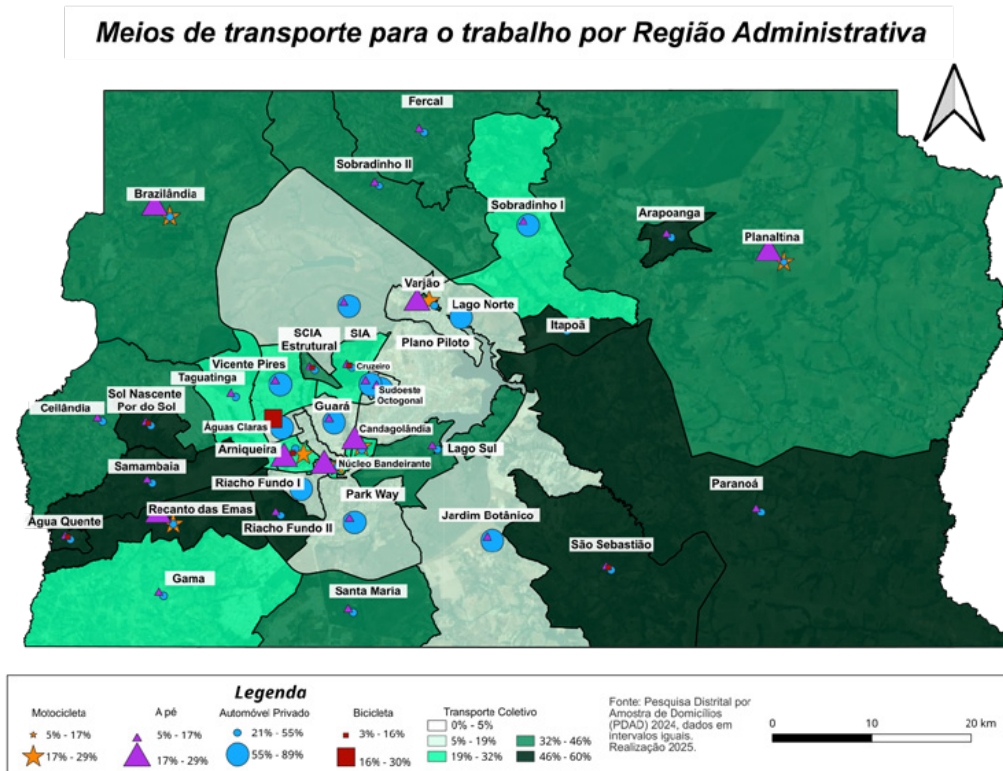 Meios de transporte para o trabalho por Região Administrativa
Fercal
Sobradinho II
Brazilândia
Sobradinho I
Arapoanga
Planaltina
Varjão
Lago Norte
Itapoã
SCIA
Estrutural
SIA
Plano Piloto
Vicente Pires
Cruzeiro
Taguatinga
Sudoeste
Octogonal
Sol Nascente
Por do Sol
Ceilândia
Guará
Águas Claras
Candagolândia
Lago Sul
Arniqueira
Núcleo Bandeirante
Samambaia
Riacho Fundo I
Paranoá
Park Way
Recanto das Emas
Jardim Botânico
Água Quente
Riacho Fundo II
São Sebastião
Gama
Santa Maria
Legenda
Motocicleta
5% - 17%
17% - 29%
A pé
5% - 17%
17% - 29%
Automóvel Privado
21% - 55%
55% - 89%
Bicicleta
3% - 16%
16% - 30%
Transporte Coletivo
0% - 5%
5% - 19%
19% - 32%
32% - 46%
46% - 60%
Fonte: Pesquisa Distrital por
Amostra de Domicílios
(PDAD) 2024, dados em
intervalos iguais.
Realização 2025.
0 10 20 km